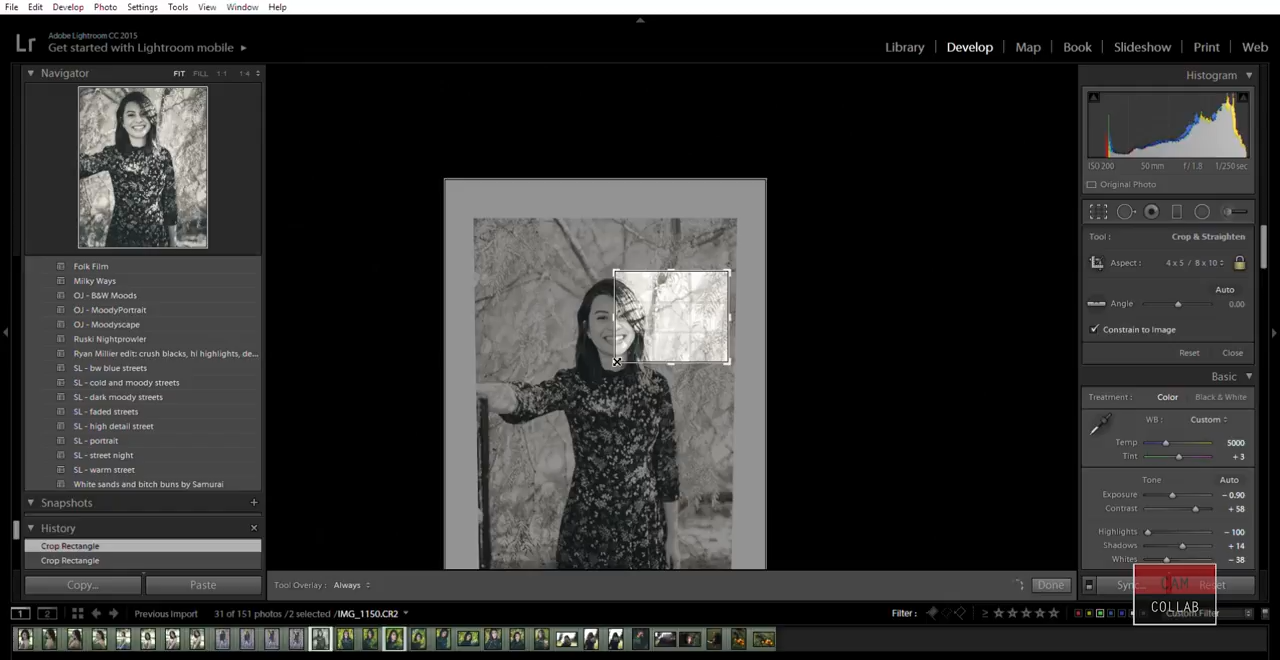 File Edit Develop Photo Settings Tools View Window Help
Lr
Adobe Lightroom CC 2015
Get started with Lightroom mobile
Library Develop Map Book Slideshow Print Web
Navigator FIT FILL 1:1 1:4
Folk Film
Milky Ways
OJ - B&W Moods
OJ - MoodyPortrait
OJ - Moodyscape
Ruski Nightprowler
Ryan Millier edit: crush blacks, hi highlights, de...
SL - bw blue streets
SL - cold and moody streets
SL - dark moody streets
SL - faded streets
SL - high detail street
SL - portrait
SL - street night
SL - warm street
White sands and bitch buns by Samurai
Snapshots
History
Crop Rectangle
Crop Rectangle
Copy... Paste
Tool Overlay : Always
Done
Histogram
ISO 200 50 mm f / 1.8 1/250 sec
Original Photo
Tool : Crop & Straighten
Aspect : 4 x 5 / 8 x 10
Auto
Angle 0.00
Constrain to Image
Reset Close
Basic
Treatment : Color Black & White
WB : Custom
Temp 5000
Tint + 3
Tone Auto
Exposure − 0.90
Contrast + 58
Highlights − 100
Shadows + 14
Whites − 38
Sync... Reset
CAM
COLLAB
1 2 Previous Import 31 of 151 photos /2 selected /IMG_1150.CR2
Filter : Custom Filter